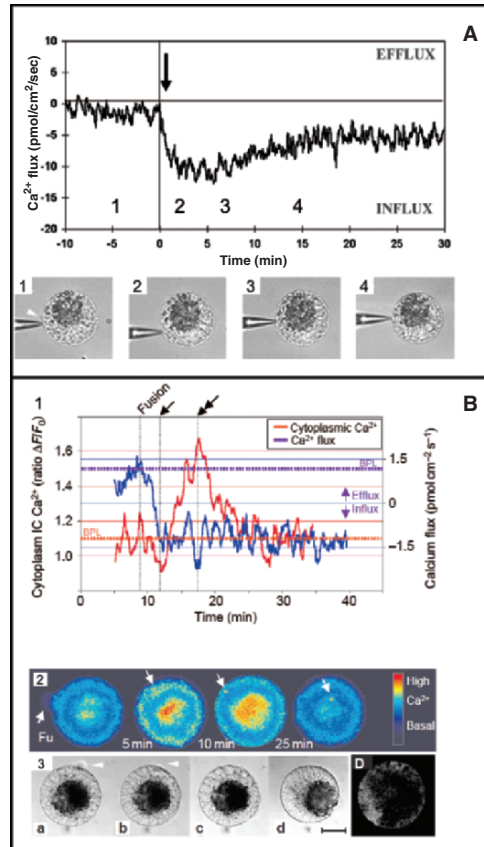 A
EFFLUX
Ca²⁺ flux (pmol/cm²/sec)
10
5
0
-5
-10
-15
-20
1 2 3 4
INFLUX
-10 -5 0 5 10 15 20 25 30
Time (min)
1 2 3 4
B
1
Fusion
Cytoplasmic Ca²⁺
Ca²⁺ flux
Cytoplasm IC Ca²⁺ (ratio ΔF/F₀)
1.6
1.4
1.2
1.0
BPL
BPL
Efflux
Influx
1.5
0
−1.5
Calcium flux (pmol cm⁻² s⁻¹)
0 10 20 30 40
Time (min)
2
Fu
5 min 10 min 25 min
High
Ca²⁺
Basal
3
a b c d
D